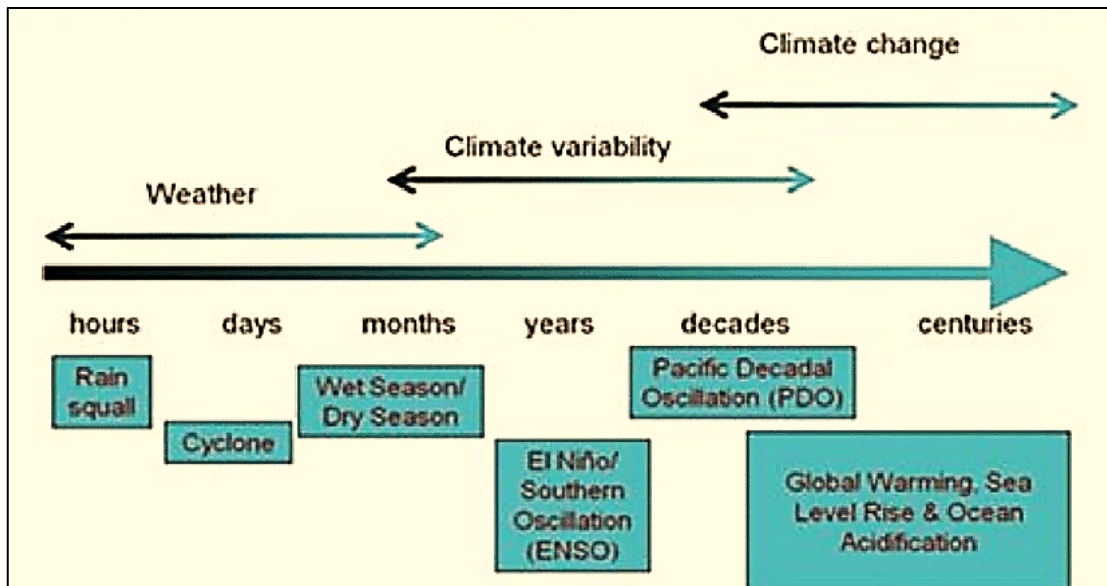 Climate change
Climate variability
Weather
hours days months years decades centuries
Rain
squall
Cyclone
Wet Season/
Dry Season
El Niño/
Southern
Oscillation
(ENSO)
Pacific Decadal
Oscillation (PDO)
Global Warming, Sea
Level Rise & Ocean
Acidification